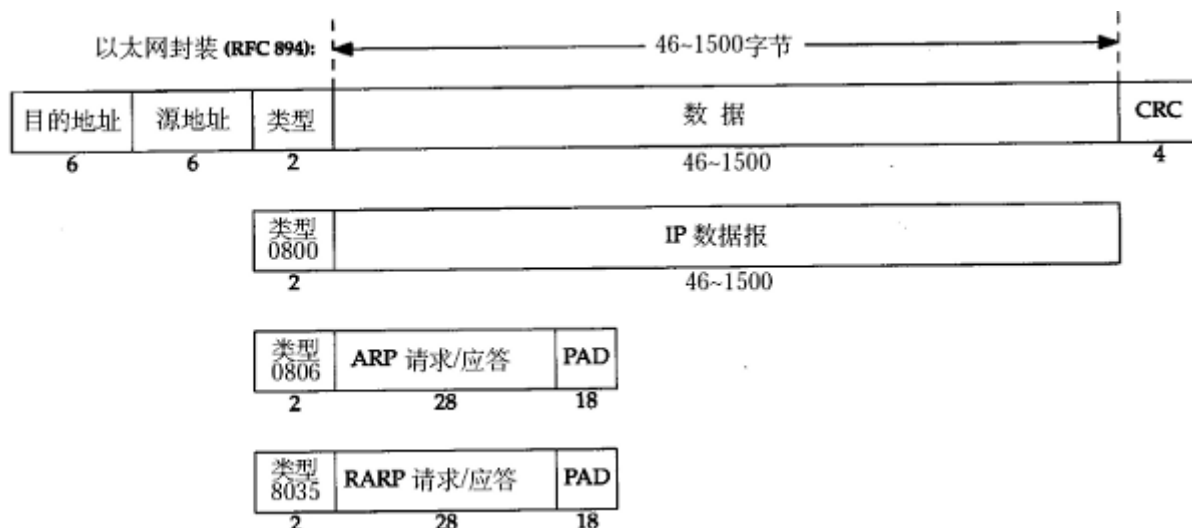 以太网封装 (RFC 894):
46~1500字节
目的地址 源地址 类型 数 据 CRC
6 6 2 46~1500 4
类型
0800
IP 数据报
2 46~1500
类型
0806
ARP 请求/应答 PAD
2 28 18
类型
8035
RARP 请求/应答 PAD
2 28 18